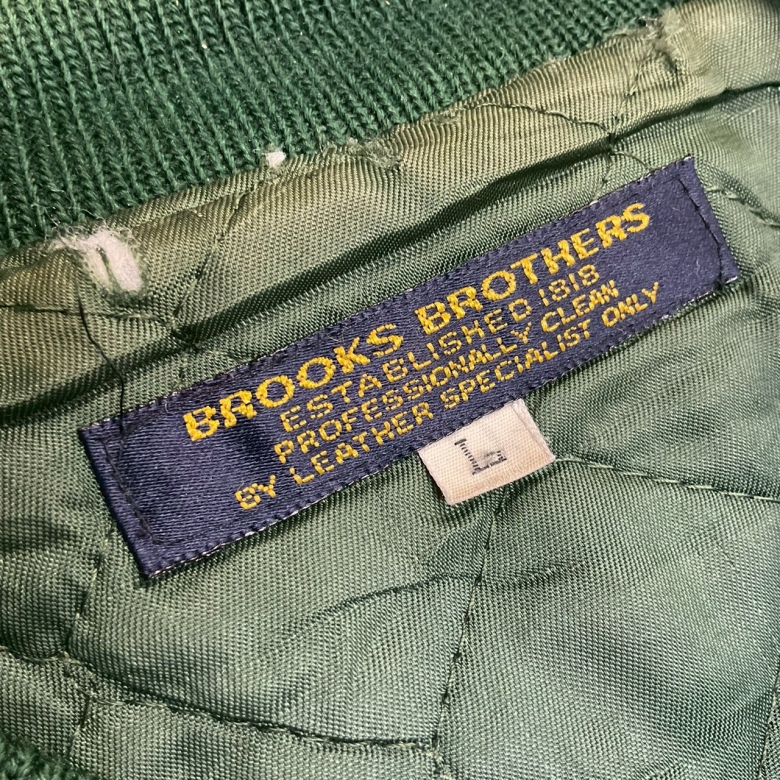 BROOKS BROTHERS
ESTABLISHED 1818
PROFESSIONALLY CLEAN
BY LEATHER SPECIALIST ONLY
L